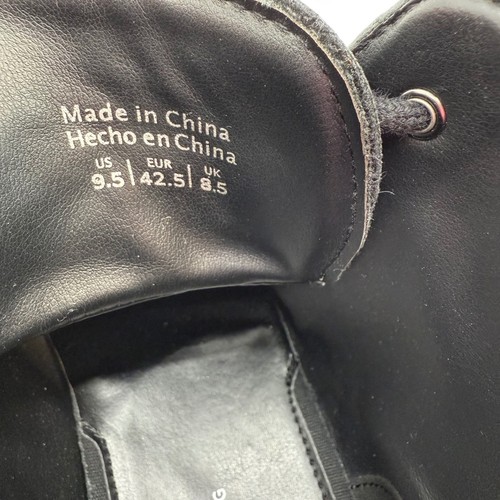 Made in China
Hecho en China
US EUR UK
9.5 | 42.5 | 8.5